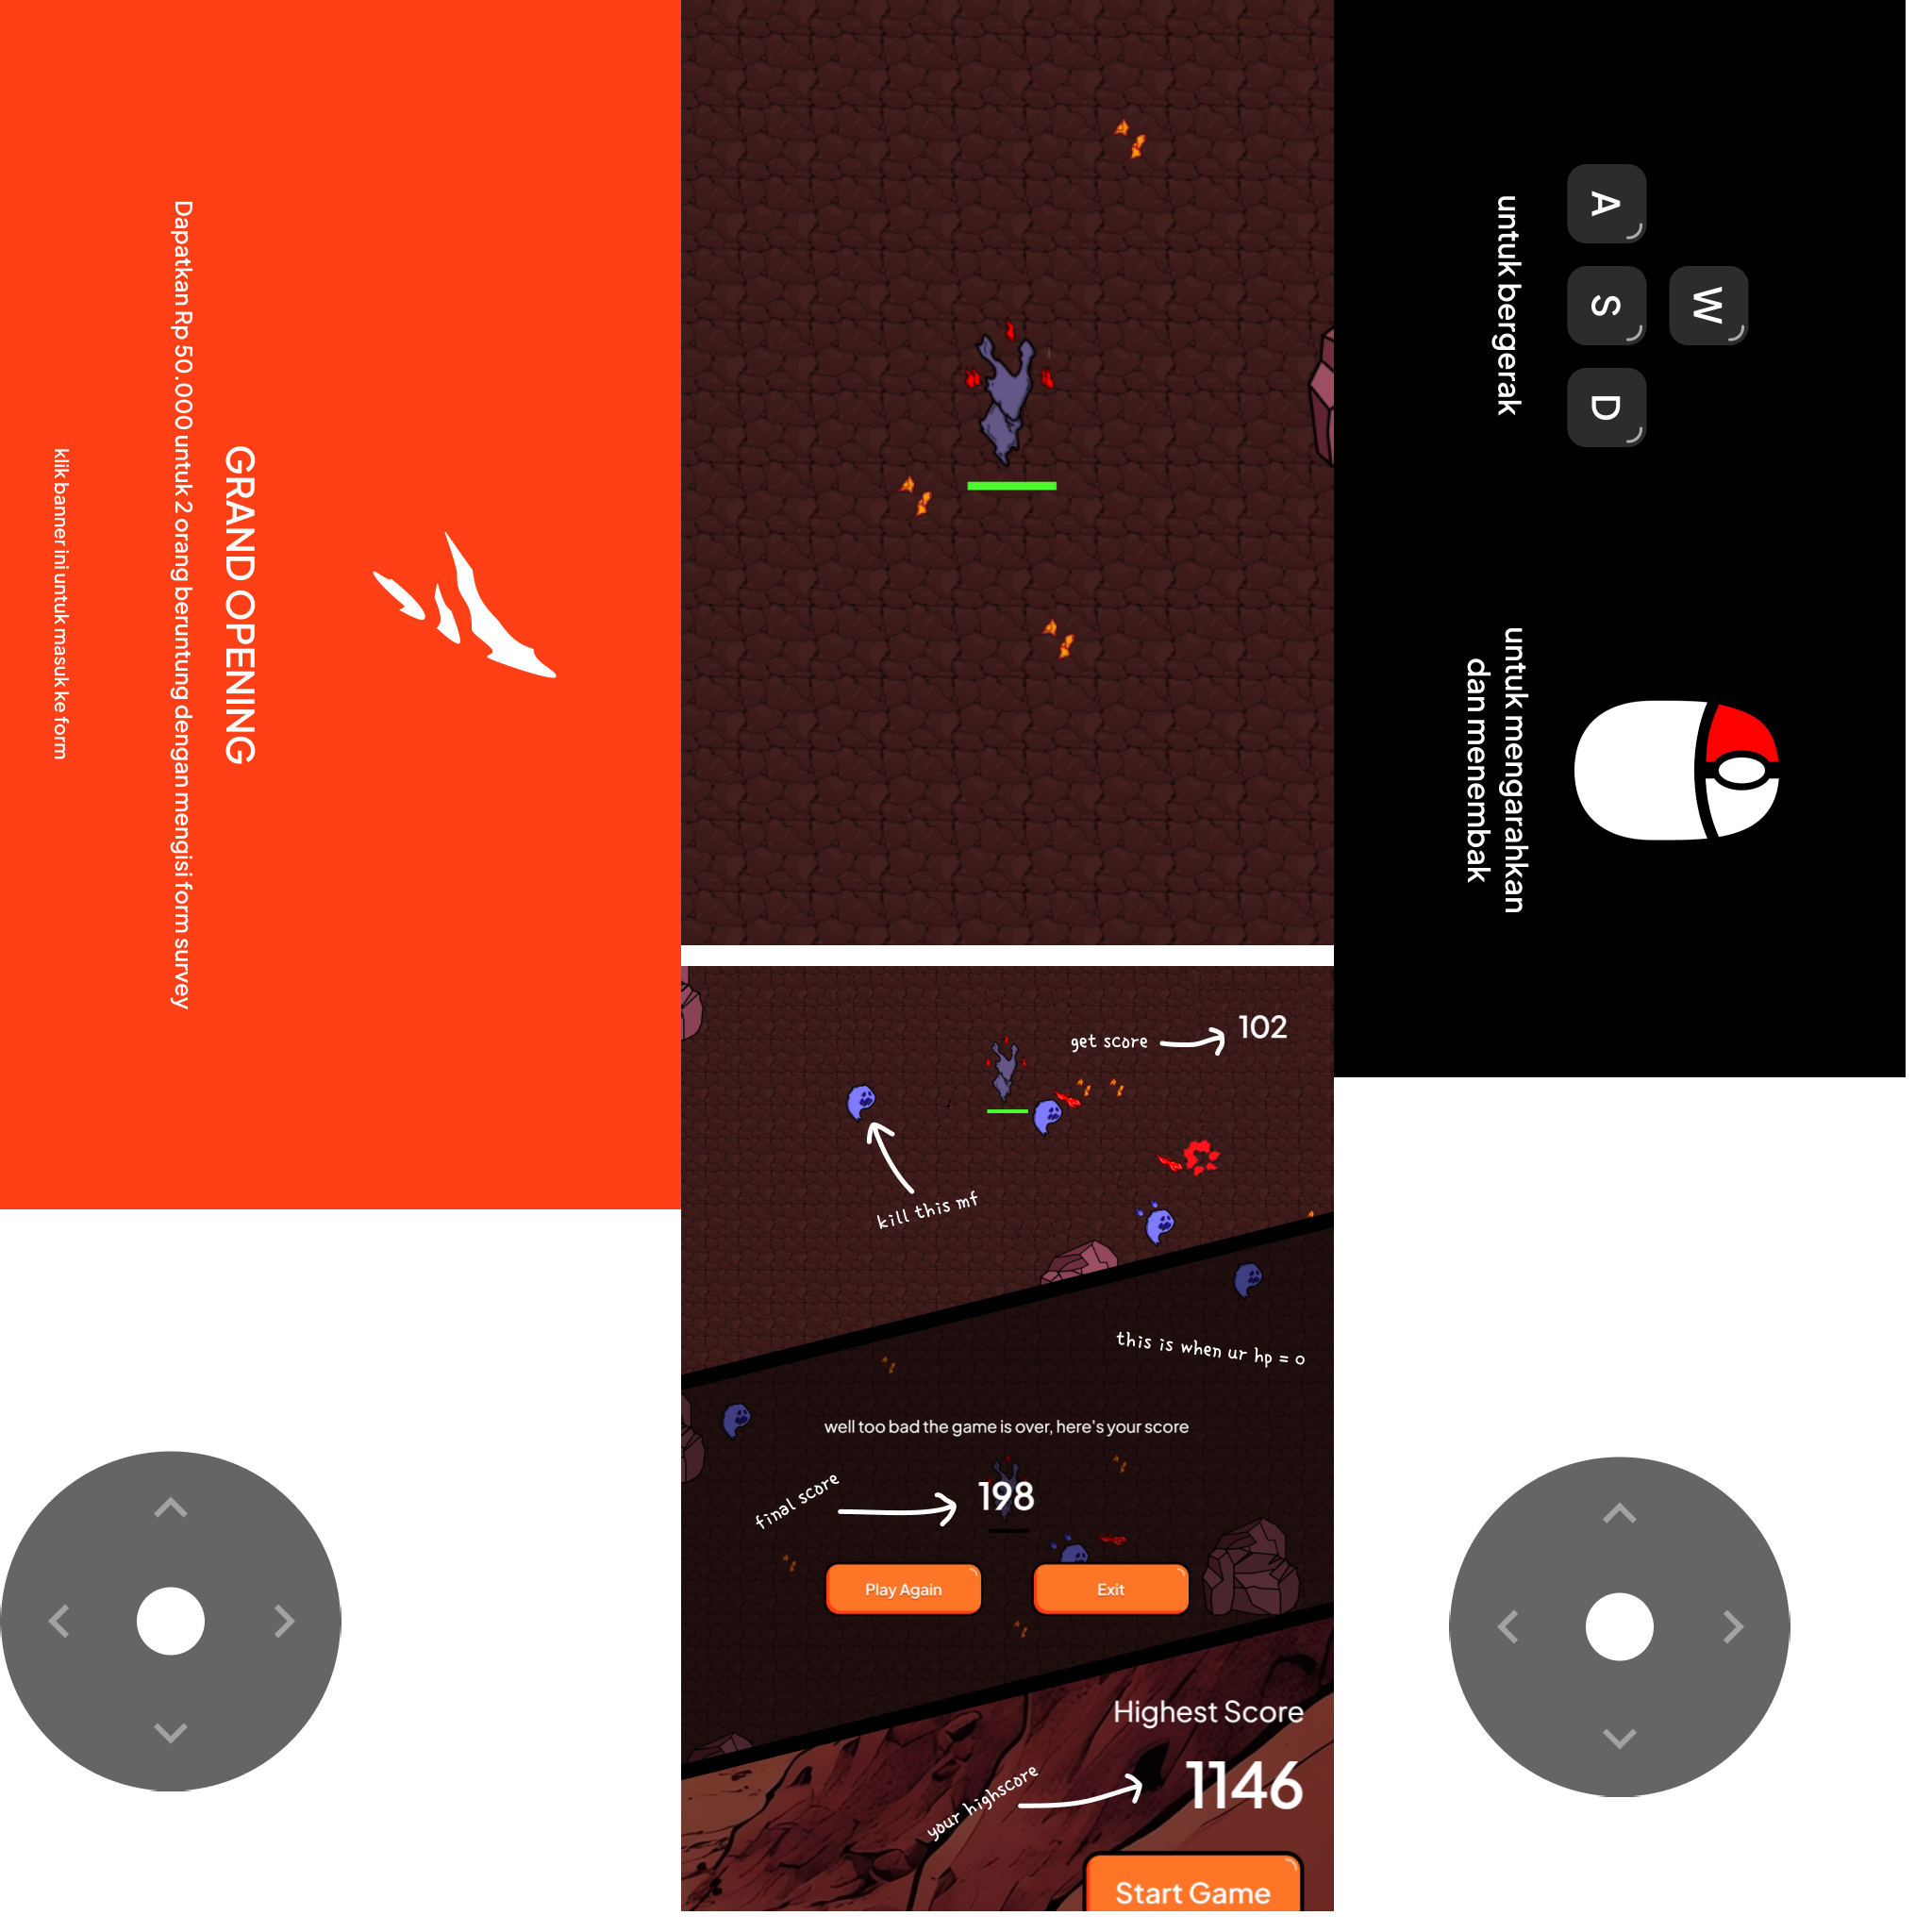 GRAND OPENING
Dapatkan Rp 50.000 untuk 2 orang beruntung dengan mengisi form survey
klik banner ini untuk masuk ke form
W
A S D
untuk bergerak
untuk mengarahkan
dan menembak
get score
102
kill this mf
this is when ur hp = 0
well too bad the game is over, here's your score
final score
198
Play Again
Exit
Highest Score
your highscore
1146
Start Game